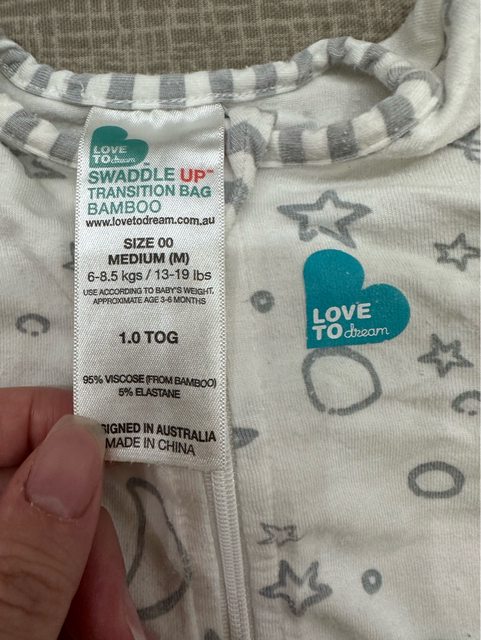 LOVE
TO dream™
SWADDLE UP™
TRANSITION BAG
BAMBOO
www.lovetodream.com.au
SIZE 00
MEDIUM (M)
6-8.5 kgs / 13-19 lbs
USE ACCORDING TO BABY'S WEIGHT.
APPROXIMATE AGE 3-6 MONTHS
1.0 TOG
95% VISCOSE (FROM BAMBOO)
5% ELASTANE
SIGNED IN AUSTRALIA
MADE IN CHINA
LOVE
TO dream